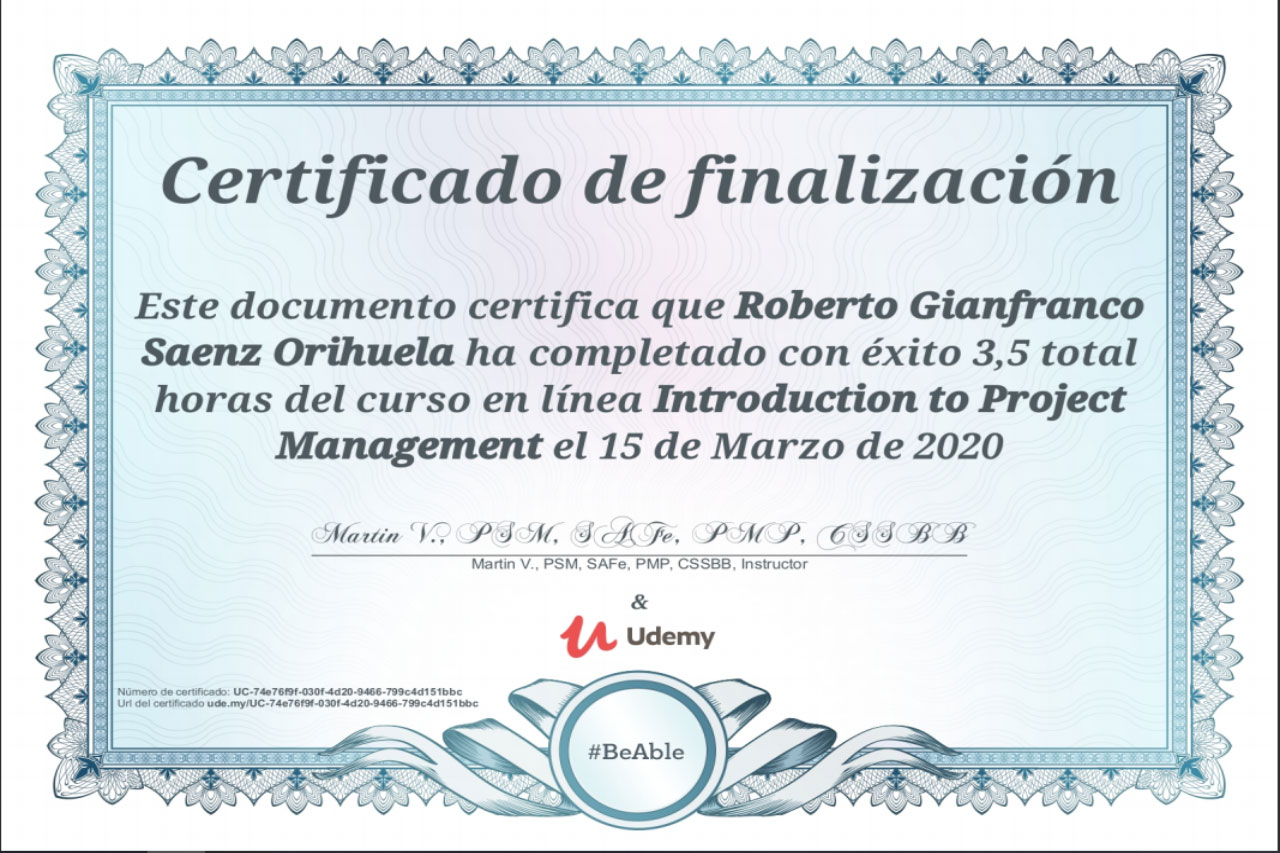 Certificado de finalización
Este documento certifica que Roberto Gianfranco
Saenz Orihuela ha completado con éxito 3,5 total
horas del curso en línea Introduction to Project
Management el 15 de Marzo de 2020
Martin V., PSM, SAFe, PMP, CSSBB
Martin V., PSM, SAFe, PMP, CSSBB, Instructor
&
Udemy
Número de certificado: UC-74e76f9f-030f-4d20-9466-799c4d151bbc
Url del certificado ude.my/UC-74e76f9f-030f-4d20-9466-799c4d151bbc
#BeAble